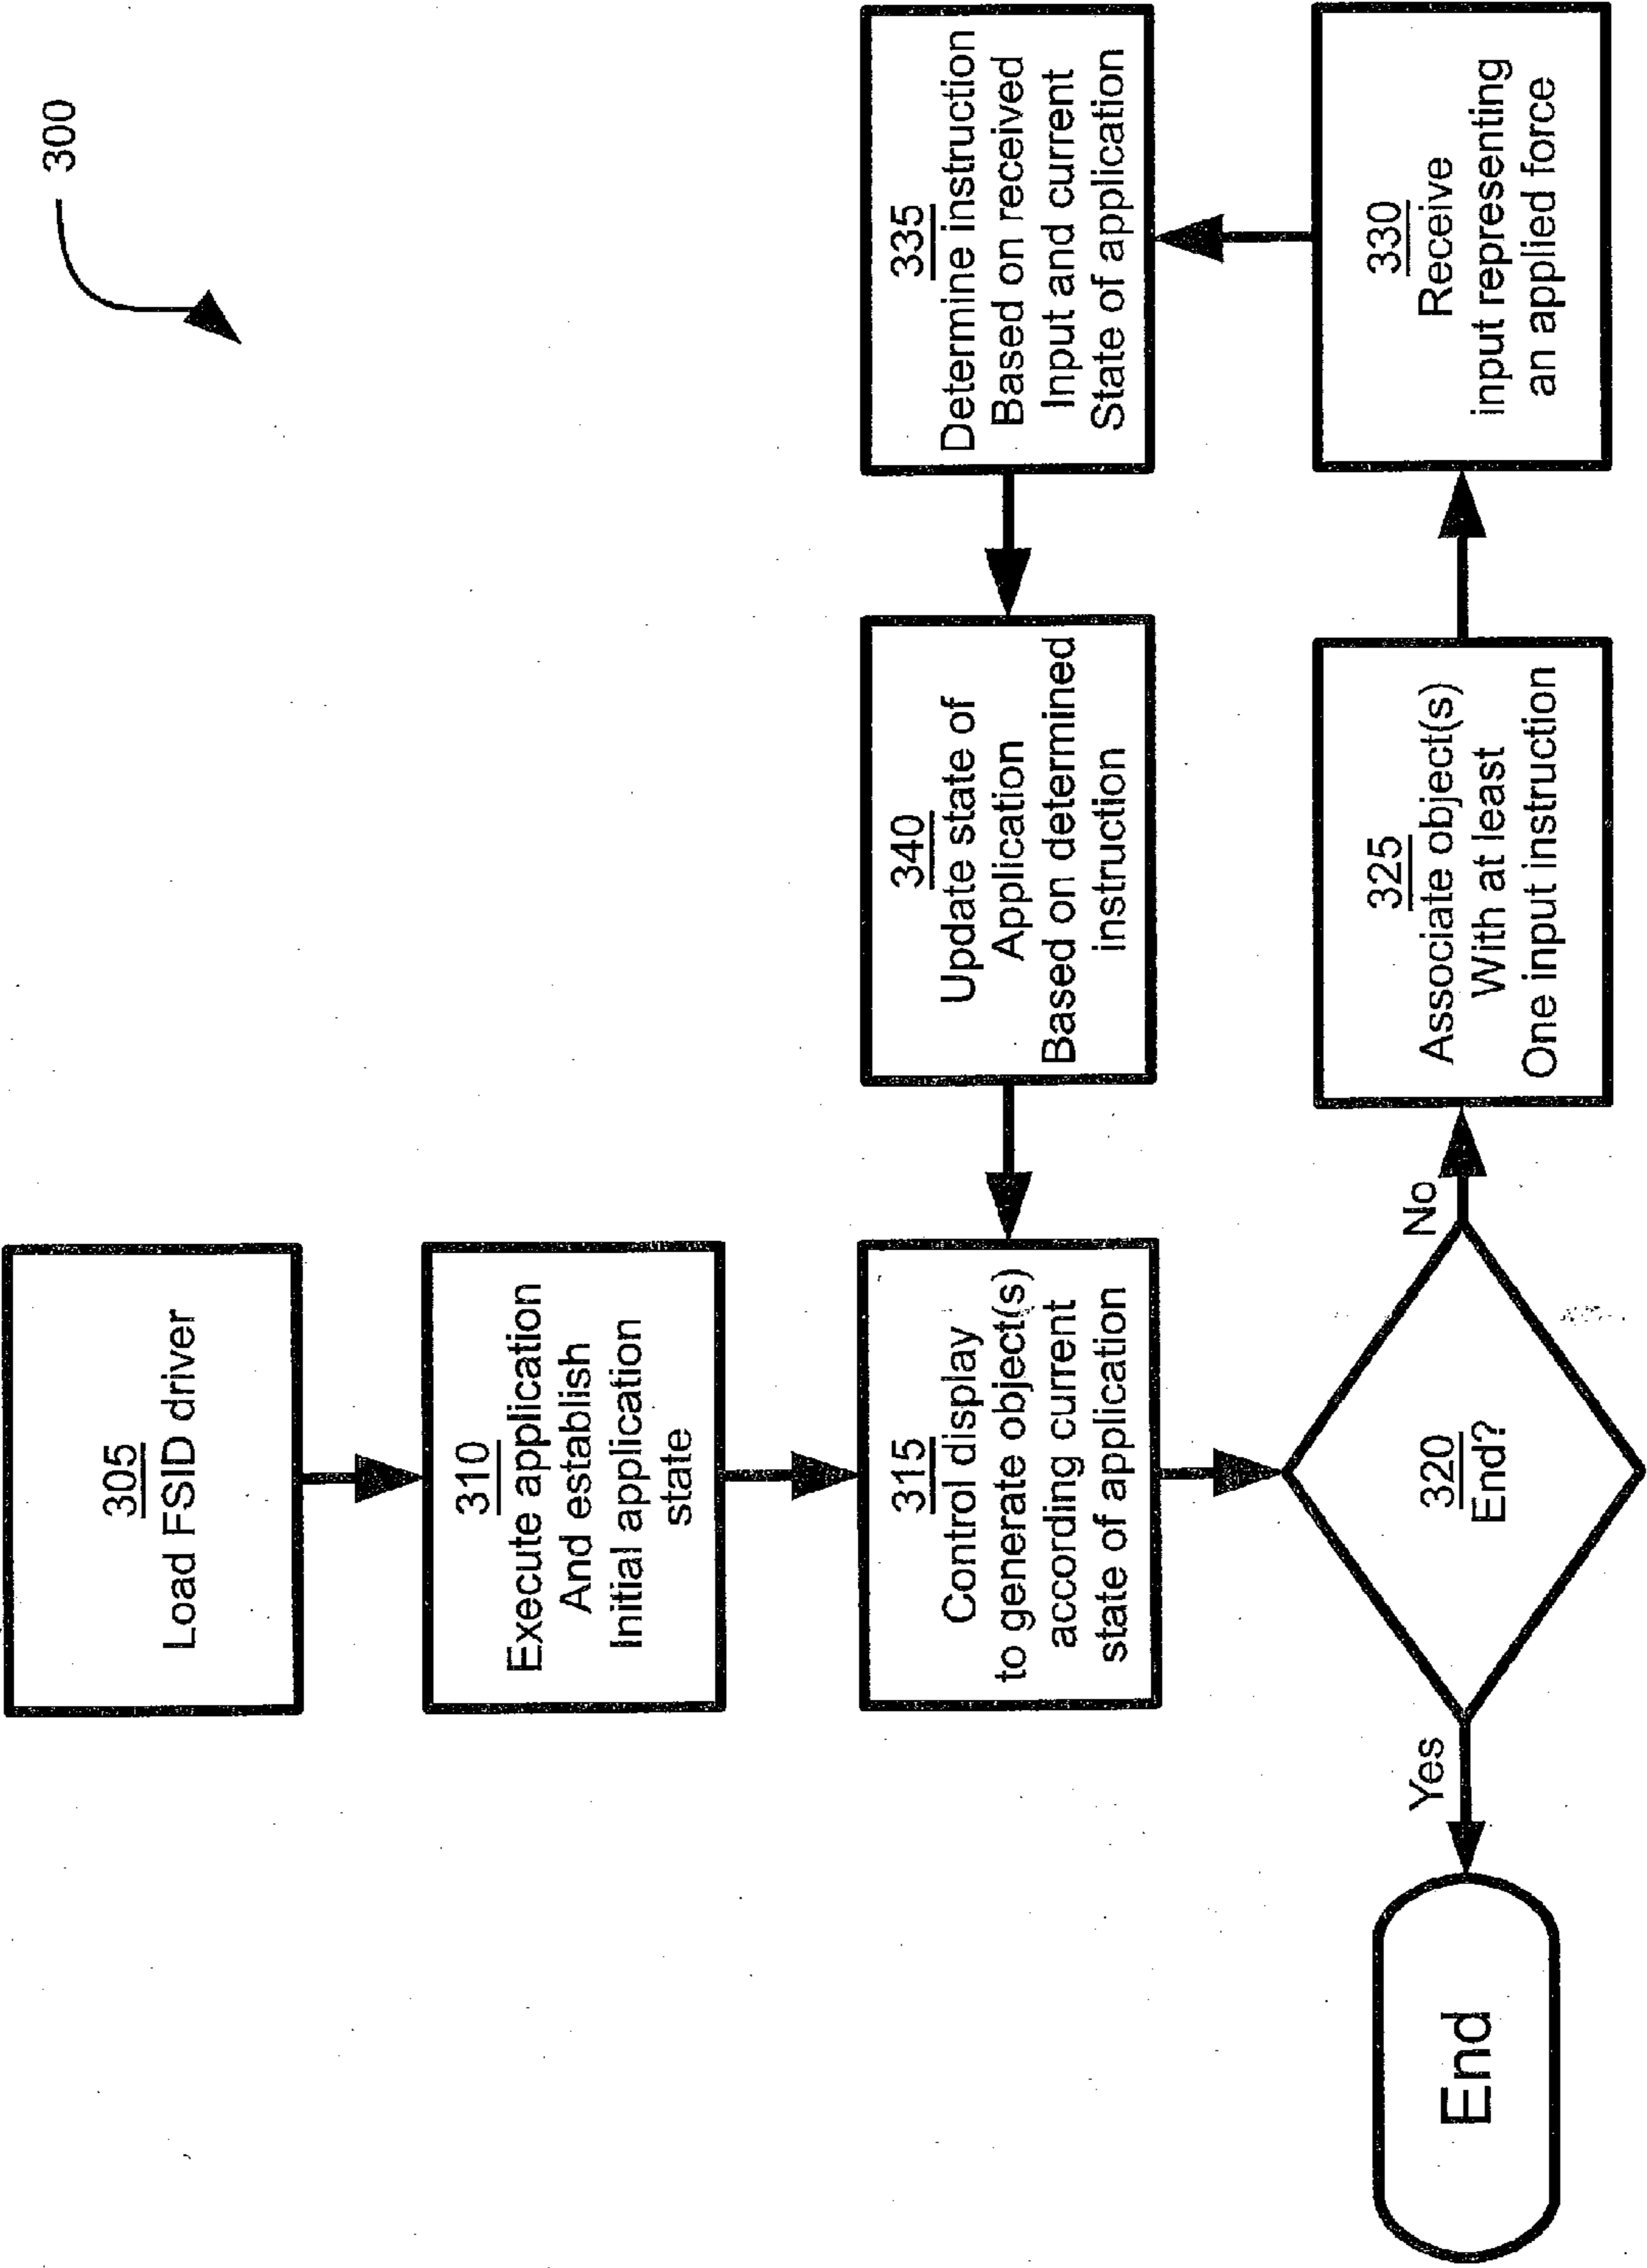 300
305
Load FSID driver
310
Execute application
And establish
Initial application
state
315
Control display
to generate object(s)
according current
state of application
320
End?
Yes
No
End
325
Associate object(s)
With at least
One input instruction
330
Receive
input representing
an applied force
335
Determine instruction
Based on received
Input and current
State of application
340
Update state of
Application
Based on determined
instruction